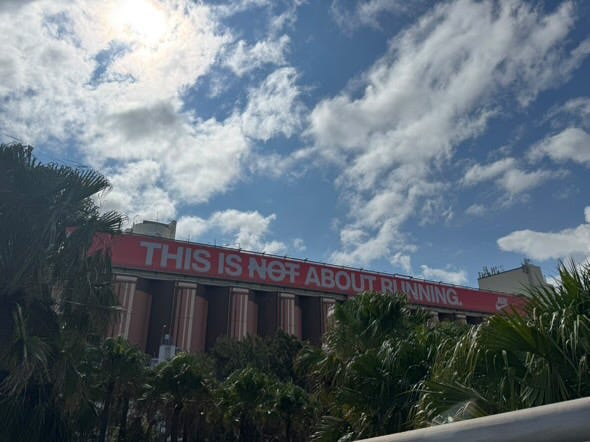 THIS IS NOT ABOUT RUNNING.